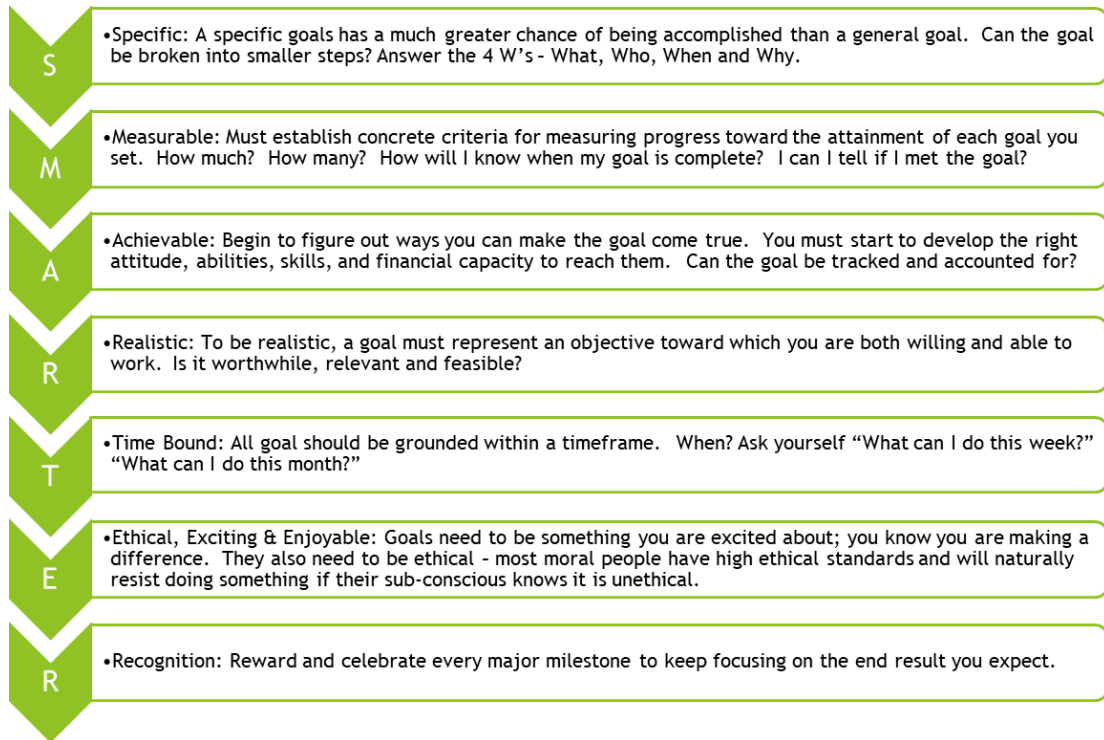 S
•Specific: A specific goals has a much greater chance of being accomplished than a general goal. Can the goal
be broken into smaller steps? Answer the 4 W's – What, Who, When and Why.
M
•Measurable: Must establish concrete criteria for measuring progress toward the attainment of each goal you
set. How much? How many? How will I know when my goal is complete? I can I tell if I met the goal?
A
•Achievable: Begin to figure out ways you can make the goal come true. You must start to develop the right
attitude, abilities, skills, and financial capacity to reach them. Can the goal be tracked and accounted for?
R
•Realistic: To be realistic, a goal must represent an objective toward which you are both willing and able to
work. Is it worthwhile, relevant and feasible?
T
•Time Bound: All goal should be grounded within a timeframe. When? Ask yourself “What can I do this week?”
“What can I do this month?”
E
•Ethical, Exciting & Enjoyable: Goals need to be something you are excited about; you know you are making a
difference. They also need to be ethical – most moral people have high ethical standards and will naturally
resist doing something if their sub-conscious knows it is unethical.
R
•Recognition: Reward and celebrate every major milestone to keep focusing on the end result you expect.